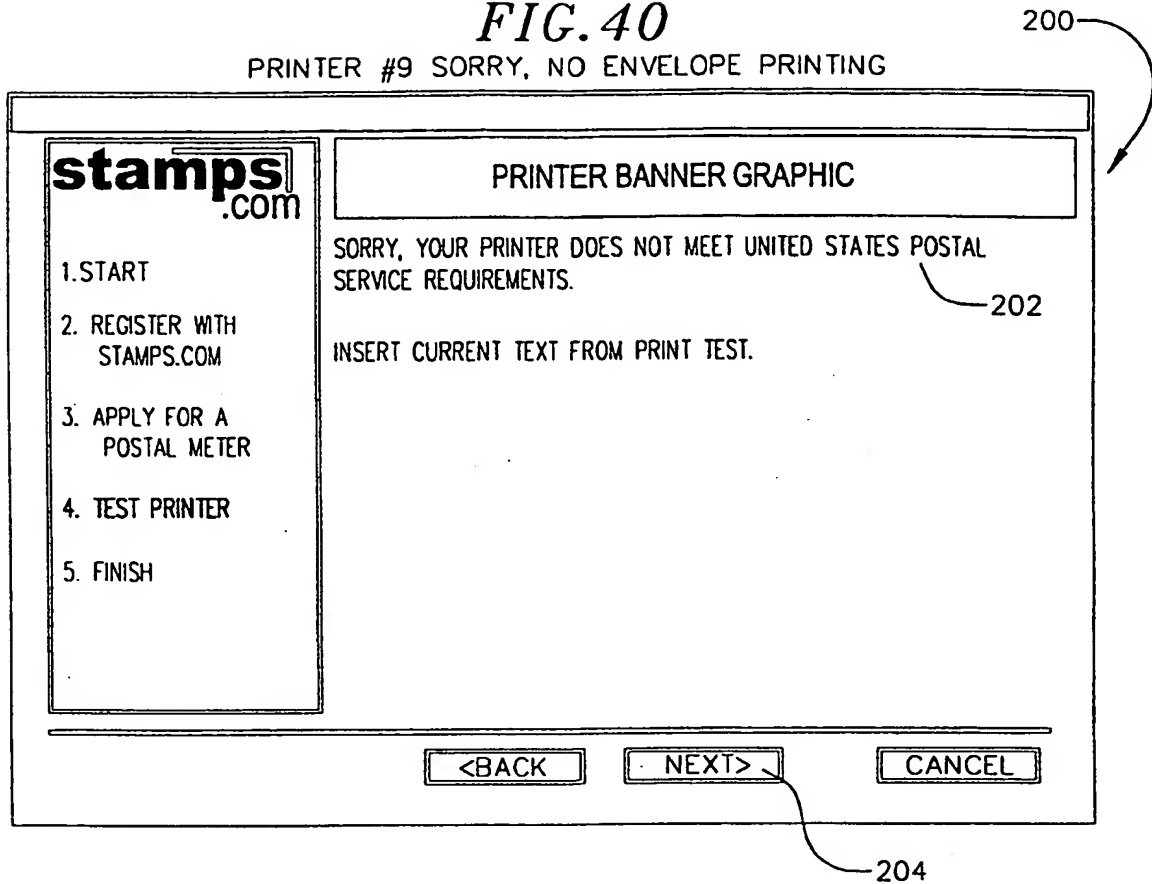 FIG. 40
200
PRINTER #9 SORRY, NO ENVELOPE PRINTING
stamps
.com
PRINTER BANNER GRAPHIC
1.START
2. REGISTER WITH
STAMPS.COM
3. APPLY FOR A
POSTAL METER
4. TEST PRINTER
5. FINISH
SORRY, YOUR PRINTER DOES NOT MEET UNITED STATES POSTAL
SERVICE REQUIREMENTS.
202
INSERT CURRENT TEXT FROM PRINT TEST.
<BACK
NEXT>
CANCEL
204